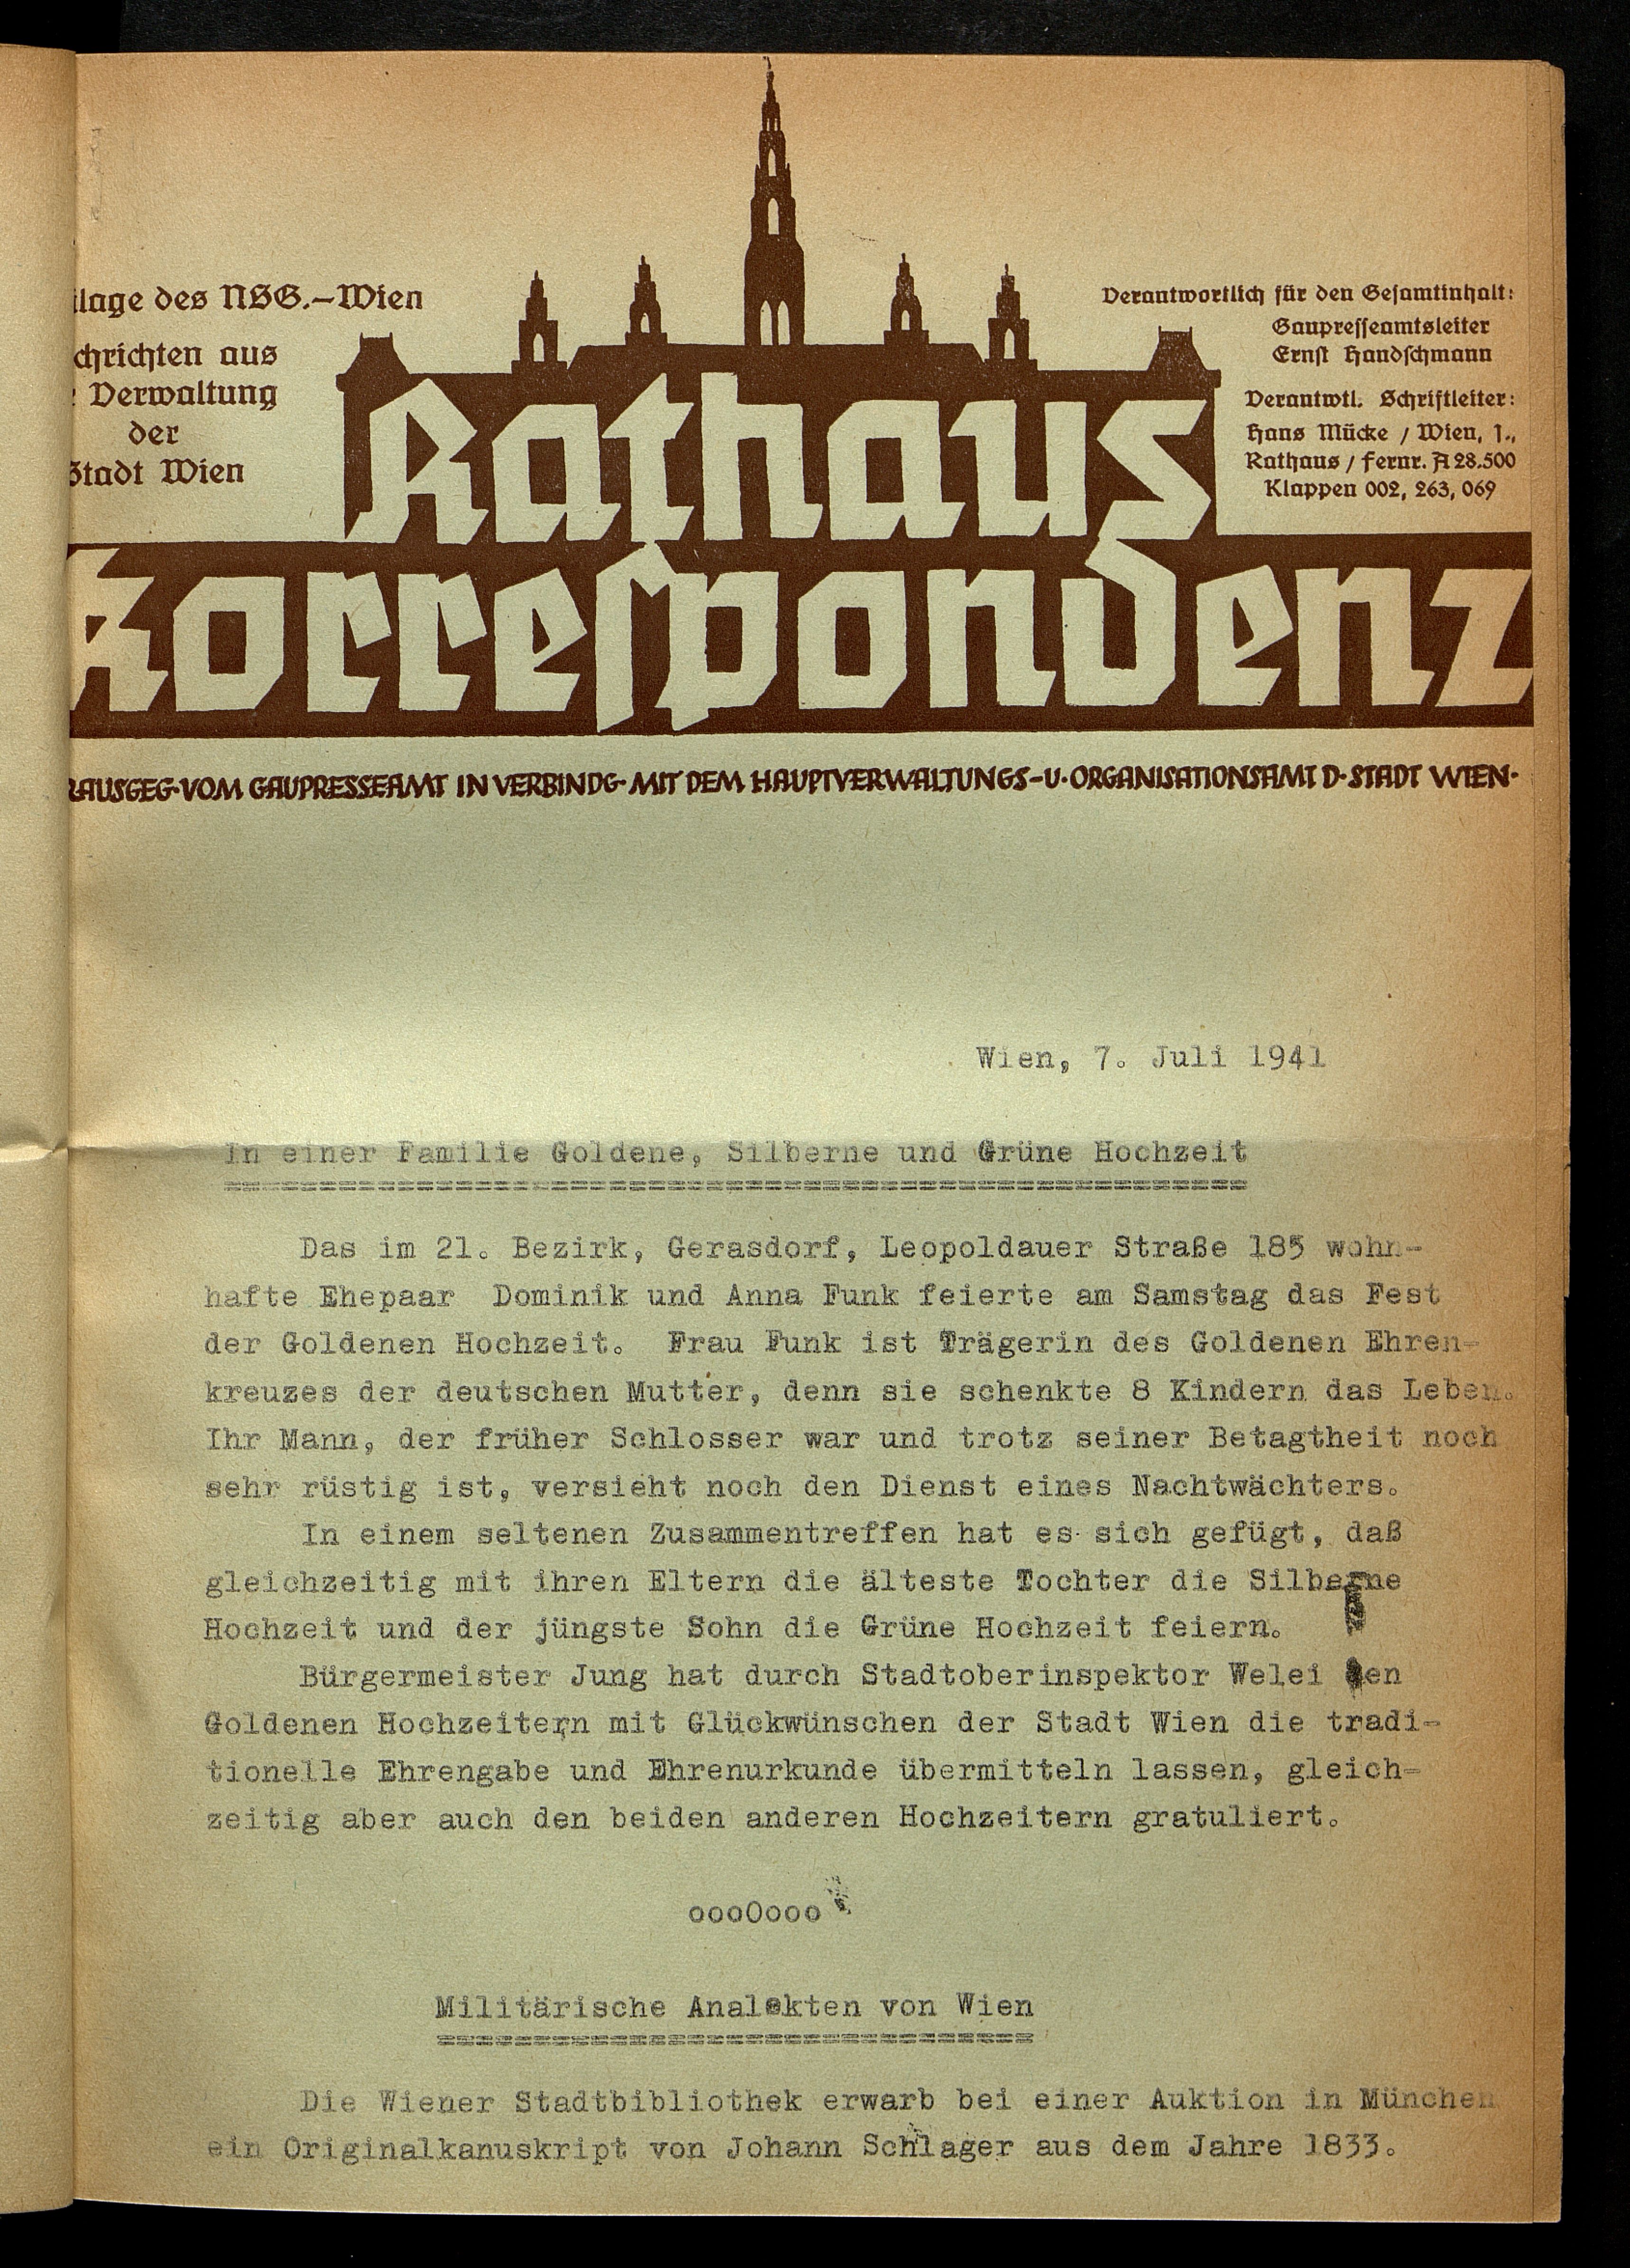 ilage des NSG.-Wien
chrichten aus
Verwaltung
der
Stadt Wien
Verantwortlich für den Gesamtinhalt:
Gaupresseamtsleiter
Ernst Handschmann
Verantwtl. Schriftleiter:
Hans Mücke / Wien, 1.,
Rathaus / Fernr. A 28.500
Klappen 002, 263, 069
Rathaus
Korrespondenz
RAUSGEG·VOM GAUPRESSEAMT IN VERBINDG·MIT DEM HAUPTVERWALTUNGS-U·ORGANISATIONSAMT D·STADT WIEN·
Wien, 7. Juli 1941
In einer Familie Goldene, Silberne und Grüne Hochzeit
Das im 21. Bezirk, Gerasdorf, Leopoldauer Straße 185 wohn-
hafte Ehepaar Dominik und Anna Funk feierte am Samstag das Fest
der Goldenen Hochzeit. Frau Funk ist Trägerin des Goldenen Ehren-
kreuzes der deutschen Mutter, denn sie schenkte 8 Kindern das Leben.
Ihr Mann, der früher Schlosser war und trotz seiner Betagtheit noch
sehr rüstig ist, versieht noch den Dienst eines Nachtwächters.
In einem seltenen Zusammentreffen hat es sich gefügt, daß
gleichzeitig mit ihren Eltern die älteste Tochter die Silberne
Hochzeit und der jüngste Sohn die Grüne Hochzeit feiern.
Bürgermeister Jung hat durch Stadtoberinspektor Welei den
Goldenen Hochzeitern mit Glückwünschen der Stadt Wien die tradi-
tionelle Ehrengabe und Ehrenurkunde übermitteln lassen, gleich-
zeitig aber auch den beiden anderen Hochzeitern gratuliert.
oooOooo
Militärische Analekten von Wien
Die Wiener Stadtbibliothek erwarb bei einer Auktion in München
ein Originalkanuskript von Johann Schlager aus dem Jahre 1833.